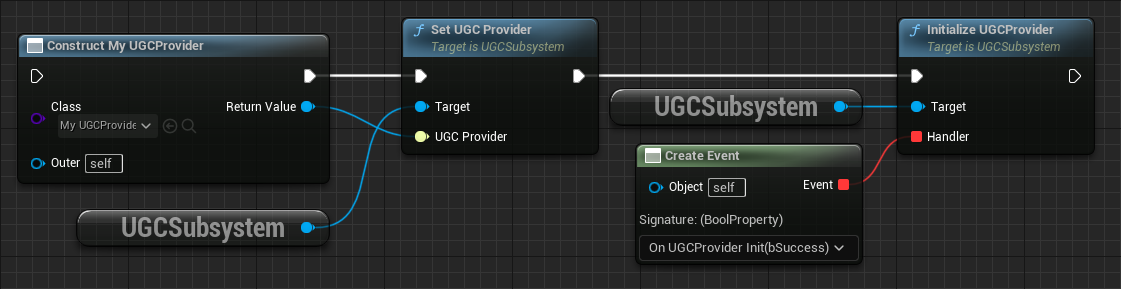 Construct My UGCProvider
Class
Return Value
My UGCProvide
Outer
self
UGCSubsystem
Set UGC Provider
Target is UGCSubsystem
Target
UGC Provider
UGCSubsystem
Create Event
Object
self
Event
Signature: (BoolProperty)
On UGCProvider Init(bSuccess)
Initialize UGCProvider
Target is UGCSubsystem
Target
Handler